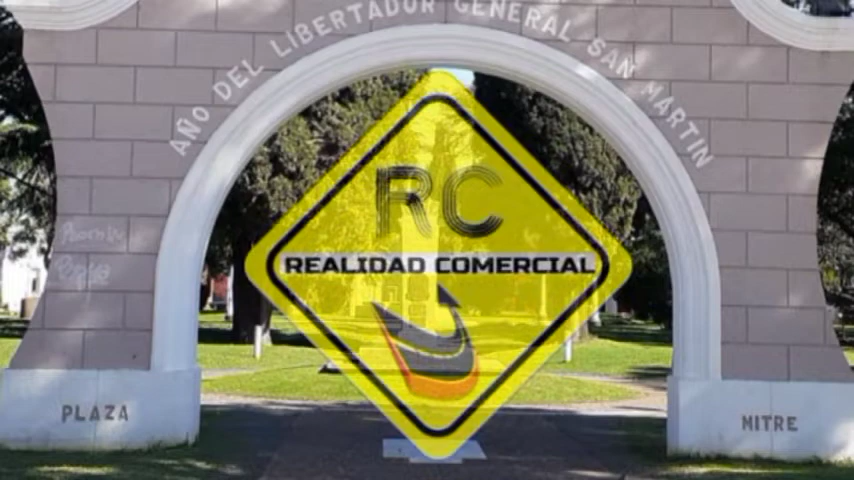 AÑO DEL LIBERTADOR GENERAL SAN MARTIN
RC
REALIDAD COMERCIAL
PLAZA
MITRE